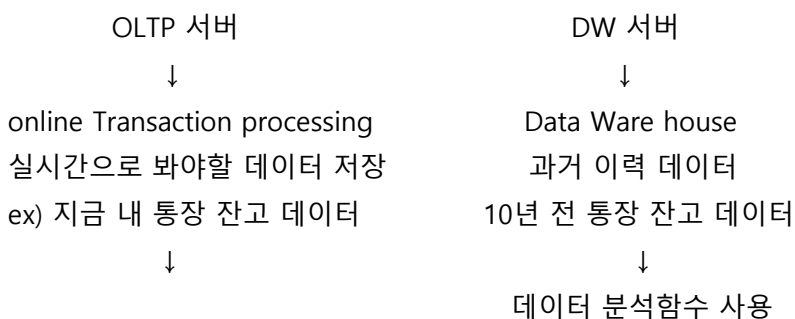 OLTP 서버 DW 서버
↓ ↓
online Transaction processing Data Ware house
실시간으로 봐야할 데이터 저장 과거 이력 데이터
ex) 지금 내 통장 잔고 데이터 10년 전 통장 잔고 데이터
↓ ↓
데이터 분석함수 사용